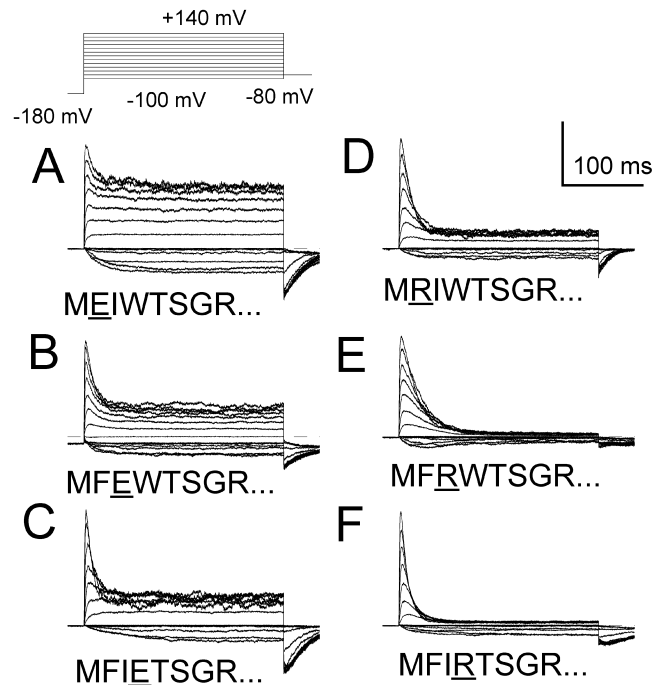 +140 mV
-100 mV
-80 mV
-180 mV
A
MEIWTSGR...
B
MFEWTSGR...
C
MFIETSGR...
D
100 ms
MRIWTSGR...
E
MFRWTSGR...
F
MFIRTSGR...